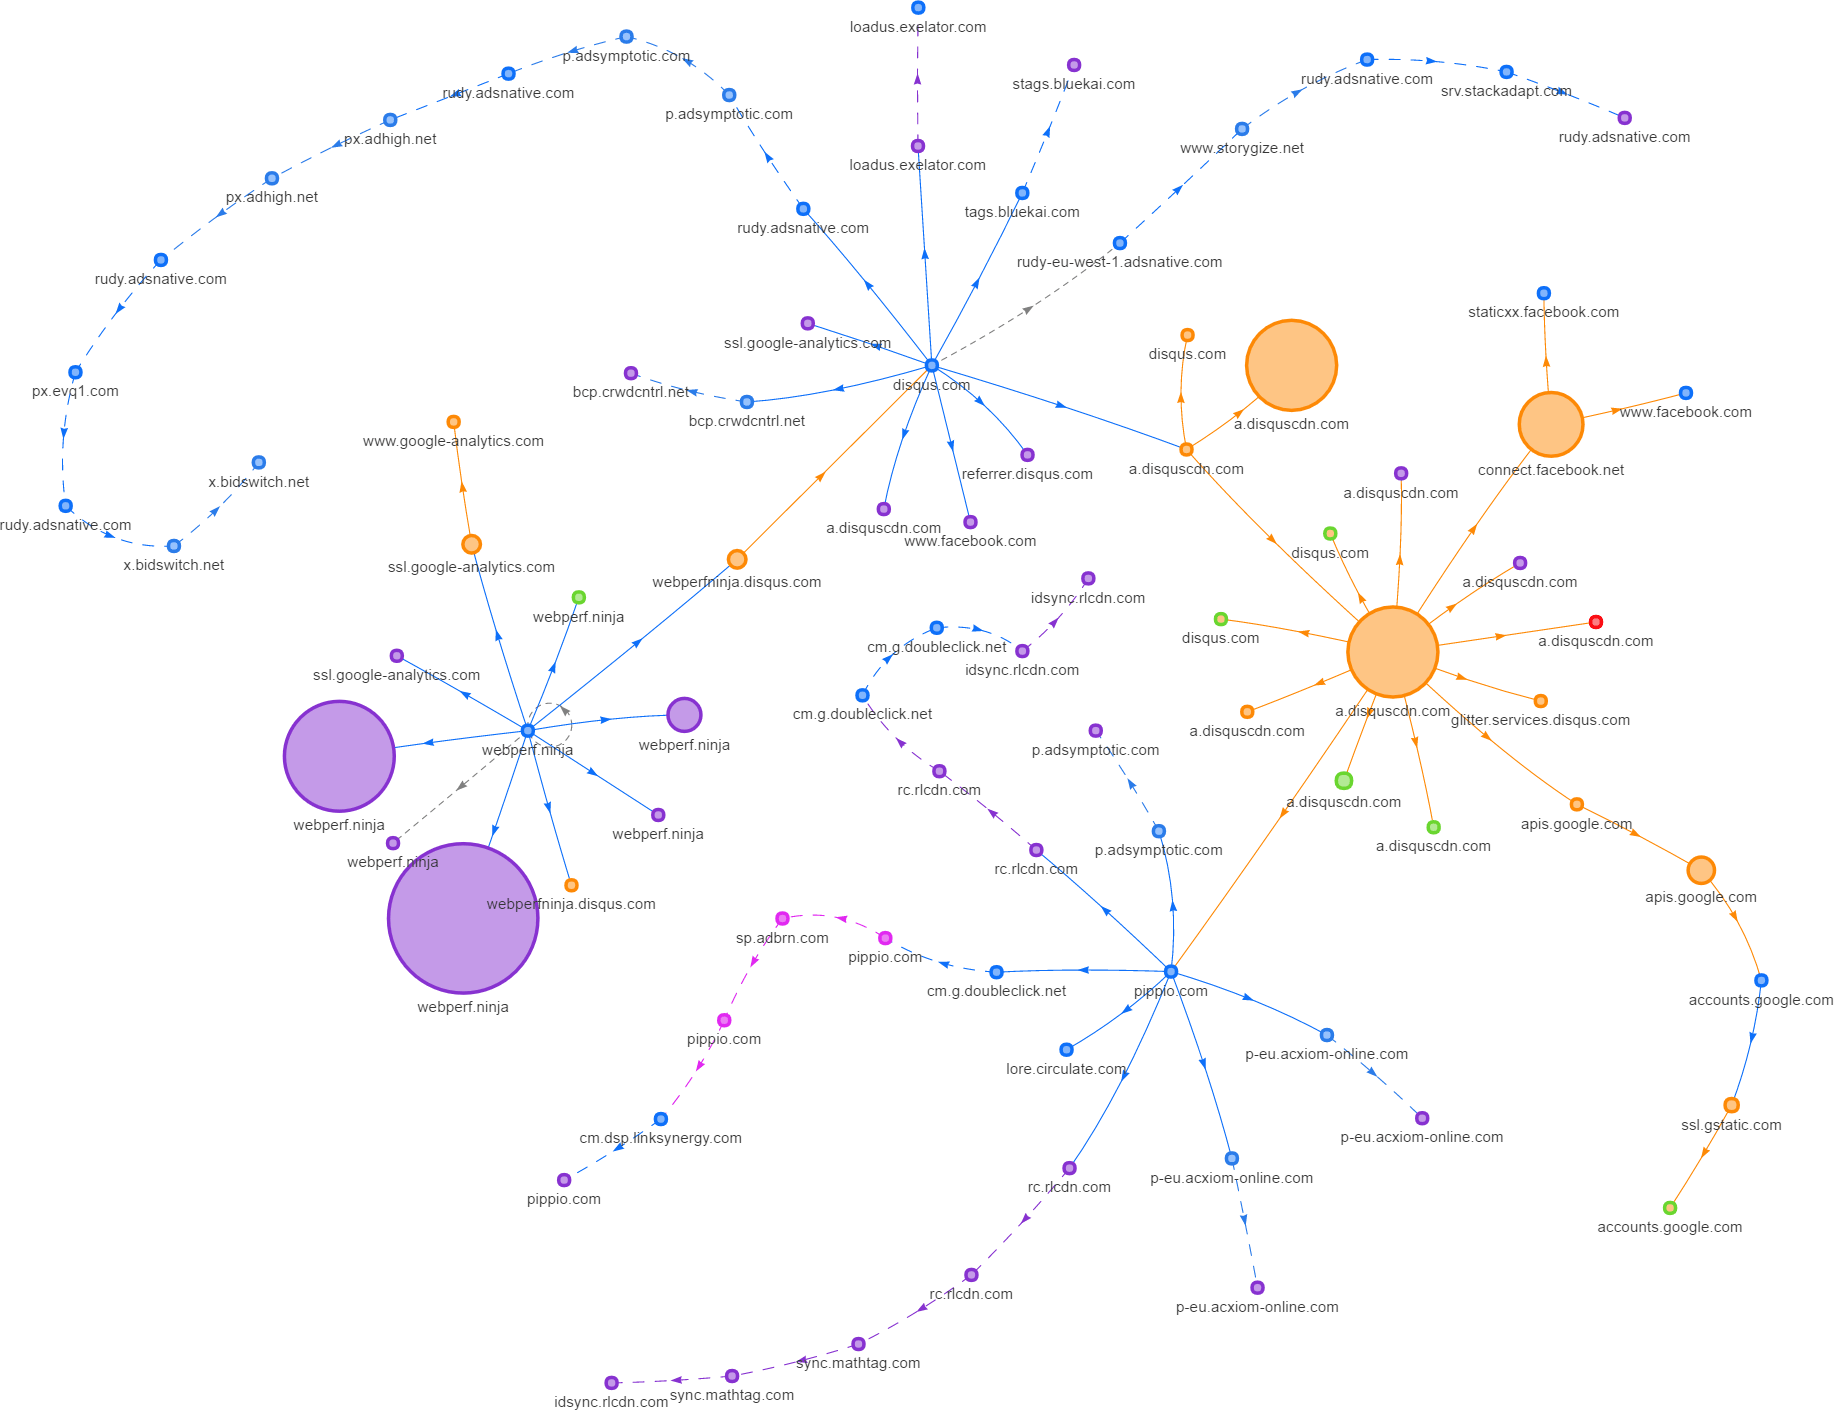 loadus.exelator.com
p.adsymptotic.com
rudy.adsnative.com
stags.bluekai.com
rudy.adsnative.com
srv.stackadapt.com
p.adsymptotic.com
px.adhigh.net
www.storygize.net
rudy.adsnative.com
loadus.exelator.com
px.adhigh.net
tags.bluekai.com
rudy.adsnative.com
rudy-eu-west-1.adsnative.com
rudy.adsnative.com
staticxx.facebook.com
ssl.google-analytics.com
disqus.com
px.evq1.com
bcp.crwdcntrl.net
disqus.com
www.facebook.com
bcp.crwdcntrl.net
a.disquscdn.com
www.google-analytics.com
a.disquscdn.com
connect.facebook.net
x.bidswitch.net
referrer.disqus.com
a.disquscdn.com
rudy.adsnative.com
a.disquscdn.com
www.facebook.com
disqus.com
x.bidswitch.net
ssl.google-analytics.com
webperfninja.disqus.com
a.disquscdn.com
idsync.rlcdn.com
webperf.ninja
disqus.com
a.disquscdn.com
cm.g.doubleclick.net
idsync.rlcdn.com
ssl.google-analytics.com
cm.g.doubleclick.net
a.disquscdn.com
glitter.services.disqus.com
a.disquscdn.com
webperf.ninja
webperf.ninja
p.adsymptotic.com
rc.rlcdn.com
a.disquscdn.com
webperf.ninja
webperf.ninja
apis.google.com
a.disquscdn.com
p.adsymptotic.com
webperf.ninja
rc.rlcdn.com
apis.google.com
webperfninja.disqus.com
sp.adbrn.com
pippio.com
cm.g.doubleclick.net
pippio.com
accounts.google.com
webperf.ninja
pippio.com
p-eu.acxiom-online.com
lore.circulate.com
ssl.gstatic.com
cm.dsp.linksynergy.com
p-eu.acxiom-online.com
p-eu.acxiom-online.com
rc.rlcdn.com
pippio.com
accounts.google.com
rc.rlcdn.com
p-eu.acxiom-online.com
sync.mathtag.com
sync.mathtag.com
idsync.rlcdn.com